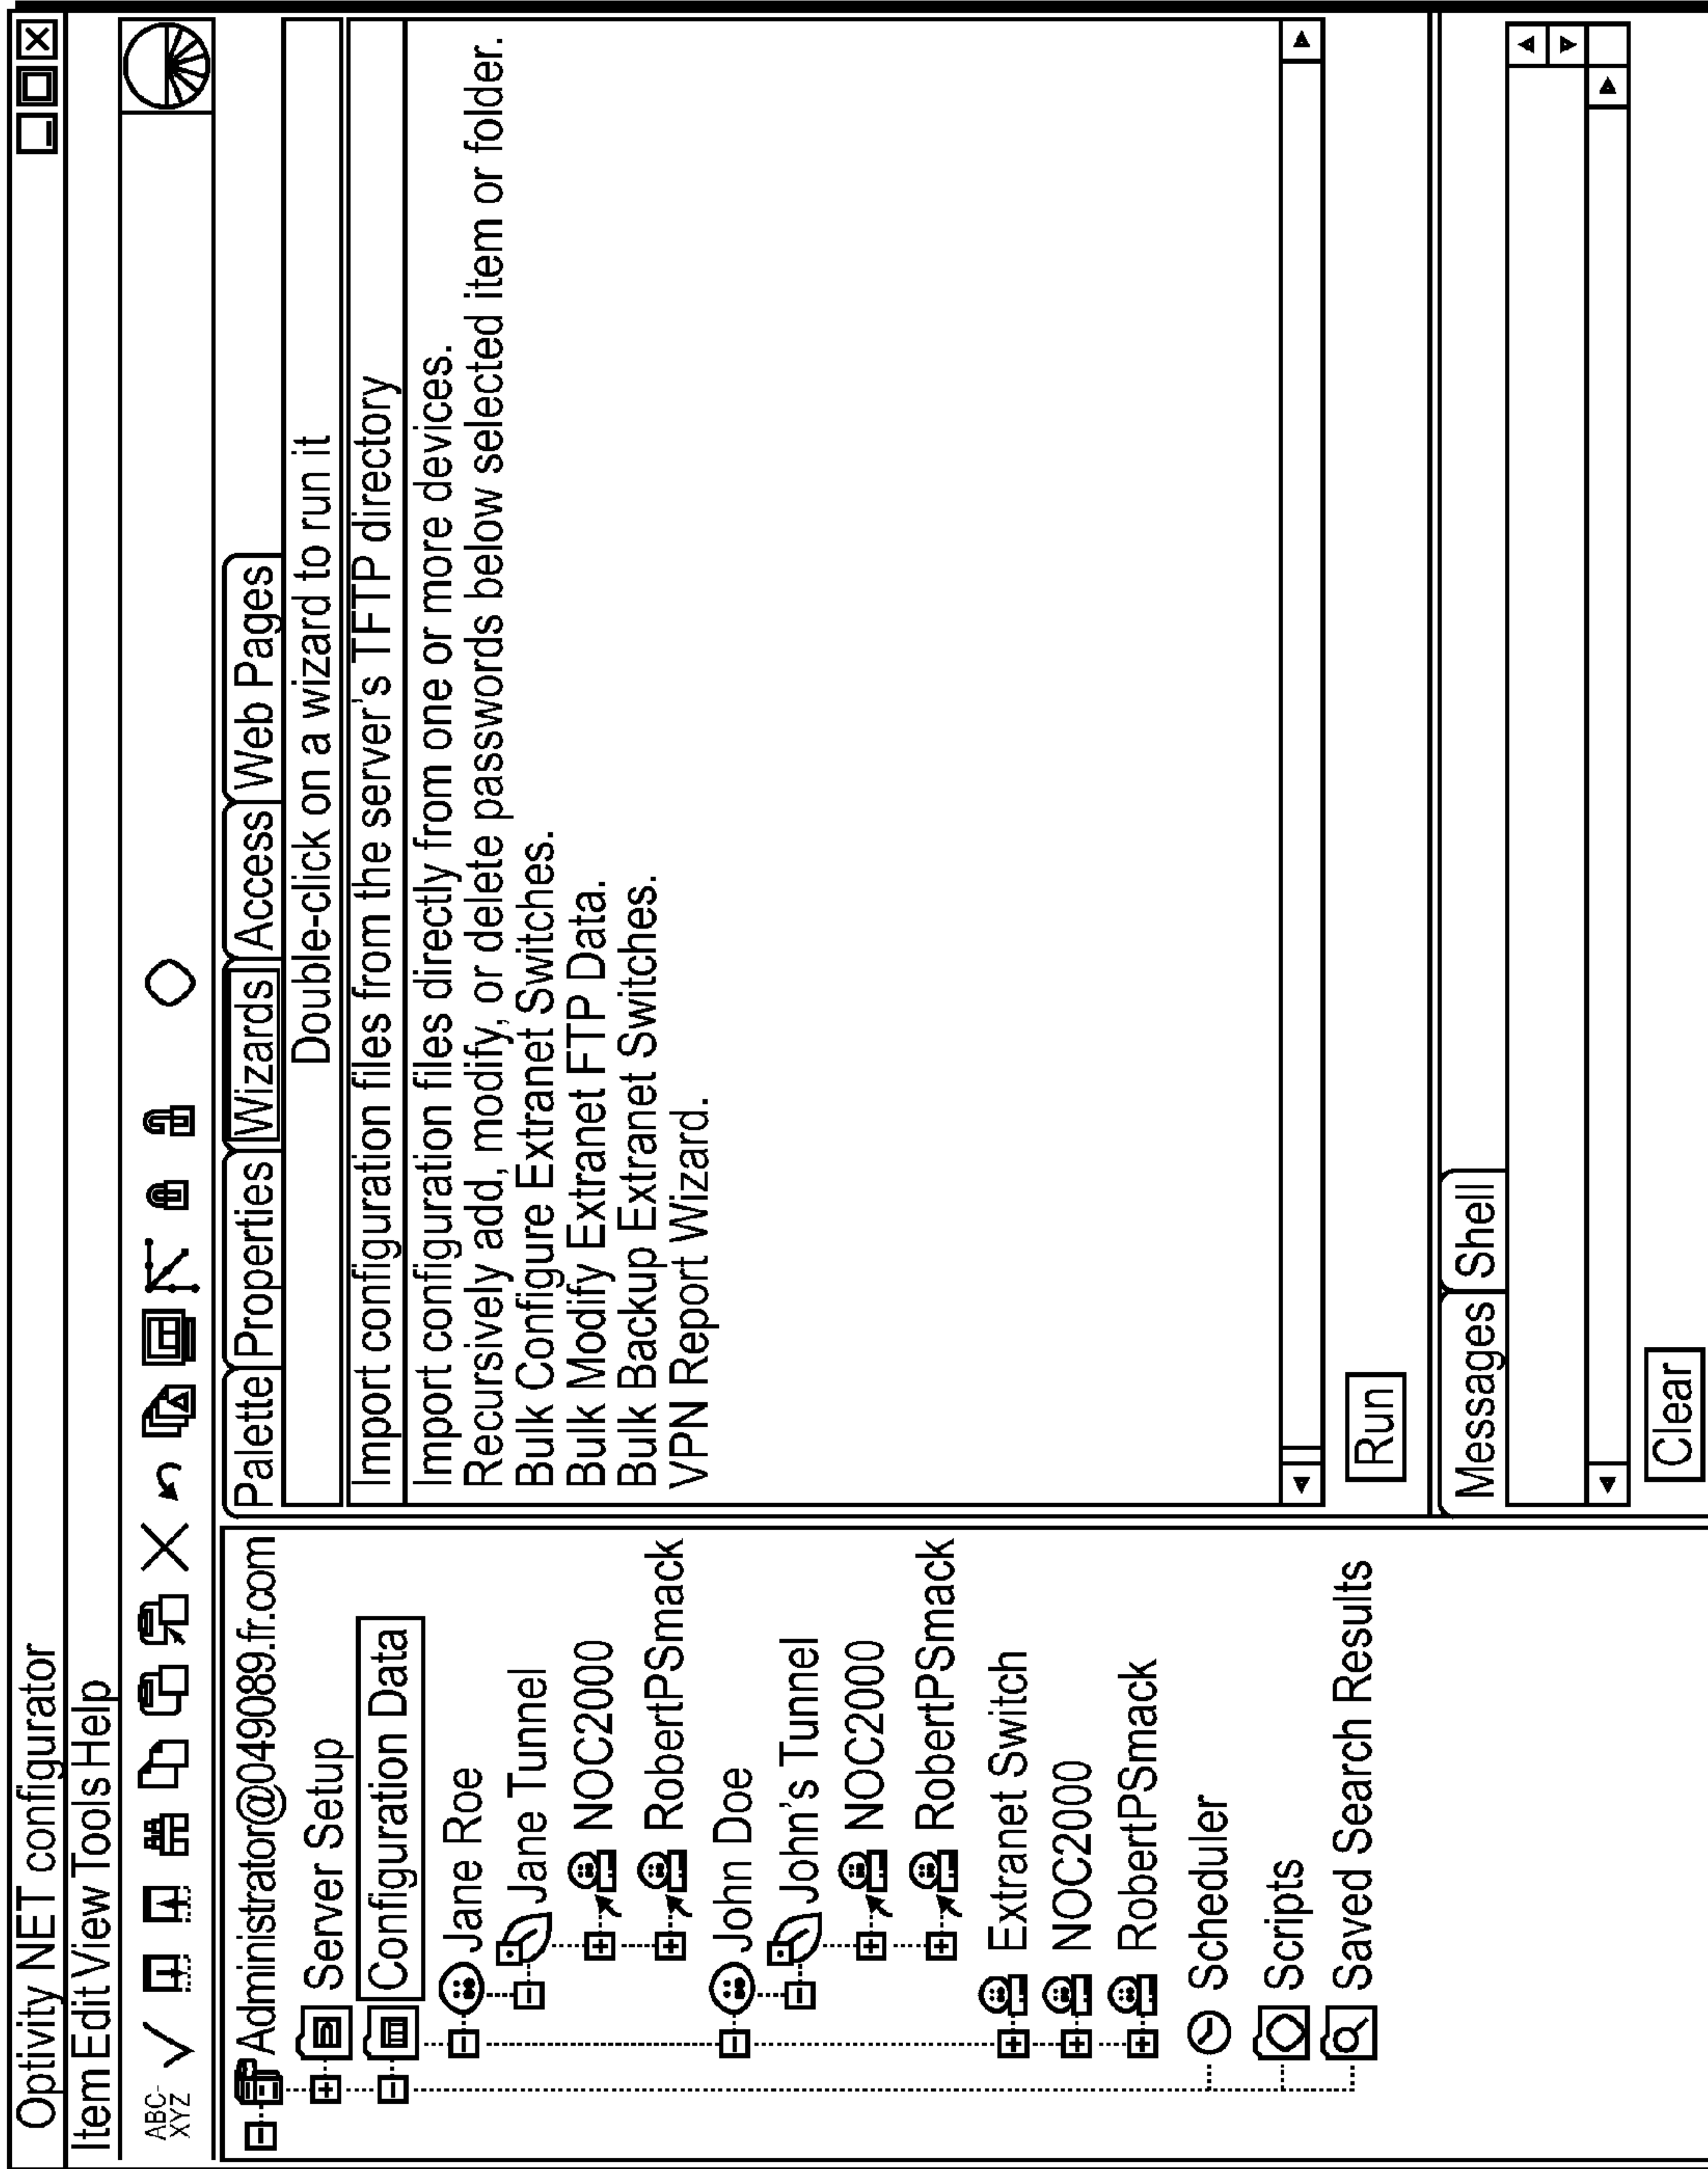 Optivity NET configurator
Item Edit View Tools Help
ABC-
XYZ
Administrator@049089.fr.com
Server Setup
Configuration Data
Jane Roe
Jane Tunnel
NOC2000
RobertPSmack
John Doe
John's Tunnel
NOC2000
RobertPSmack
Extranet Switch
NOC2000
RobertPSmack
Scheduler
Scripts
Saved Search Results
Palette Properties Wizards Access Web Pages
Double-click on a wizard to run it
Import configuration files from the server's TFTP directory
Import configuration files directly from one or more devices.
Recursively add, modify, or delete passwords below selected item or folder.
Bulk Configure Extranet Switches.
Bulk Modify Extranet FTP Data.
Bulk Backup Extranet Switches.
VPN Report Wizard.
Run
Messages Shell
Clear